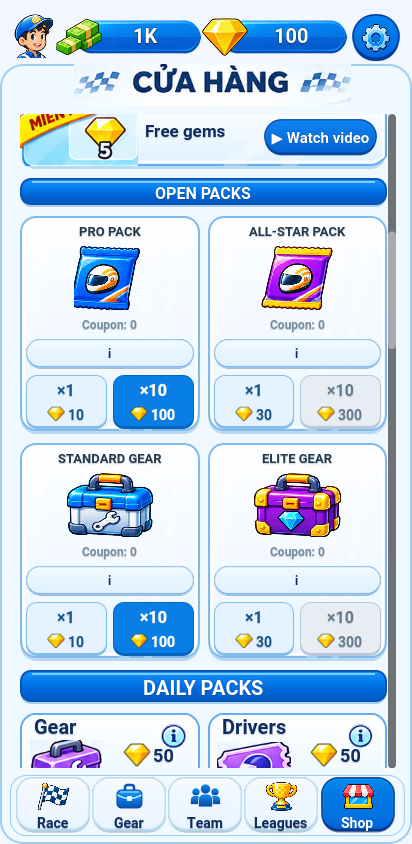 1K
100
CỬA HÀNG
5
Free gems
▶ Watch video
OPEN PACKS
PRO PACK
ALL-STAR PACK
Coupon: 0
Coupon: 0
i
i
×1
10
×10
100
×1
30
×10
300
STANDARD GEAR
ELITE GEAR
Coupon: 0
Coupon: 0
i
i
×1
10
×10
100
×1
30
×10
300
DAILY PACKS
Gear
i
50
Drivers
i
50
Race
Gear
Team
Leagues
Shop